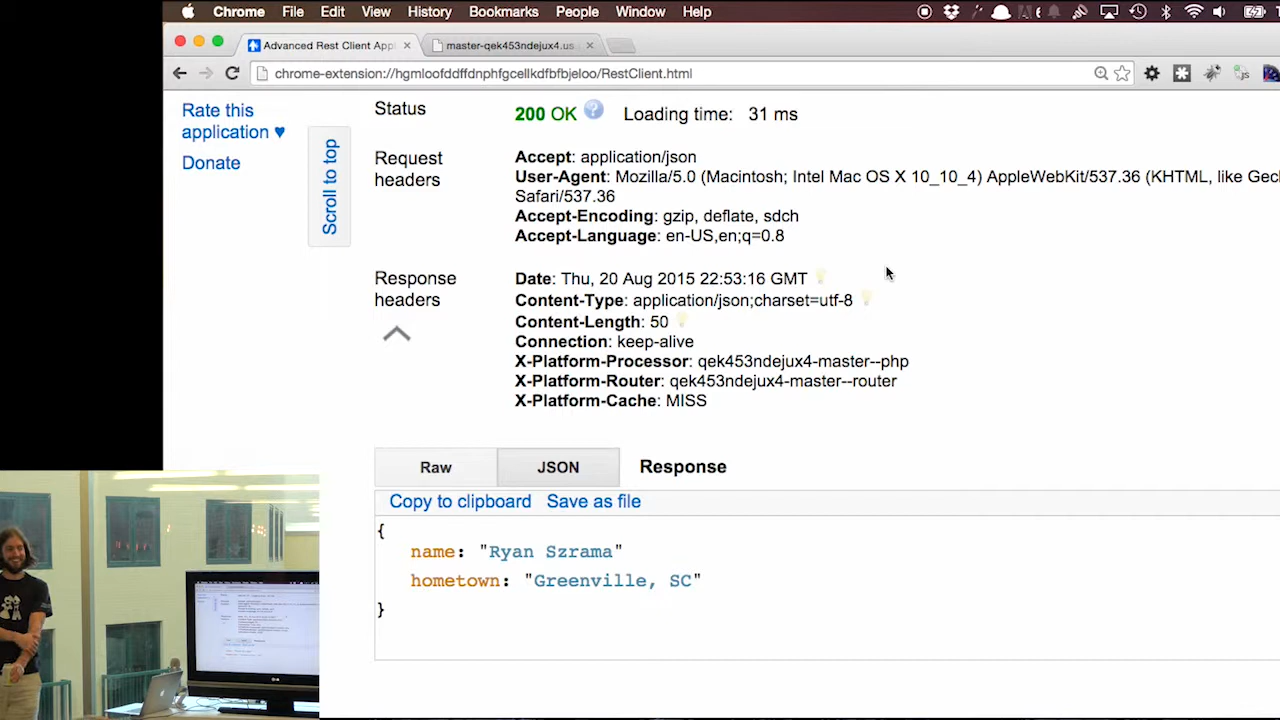 Chrome File Edit View History Bookmarks People Window Help
Advanced Rest Client App
master-qek453ndejux4.us
chrome-extension://hgmloofddffdnphfgcellkdfbfbjeloo/RestClient.html
Rate this
application ♥
Donate
Scroll to top
Status 200 OK Loading time: 31 ms
Request
headers
Accept: application/json
User-Agent: Mozilla/5.0 (Macintosh; Intel Mac OS X 10_10_4) AppleWebKit/537.36 (KHTML, like Gec
Safari/537.36
Accept-Encoding: gzip, deflate, sdch
Accept-Language: en-US,en;q=0.8
Response
headers
Date: Thu, 20 Aug 2015 22:53:16 GMT
Content-Type: application/json;charset=utf-8
Content-Length: 50
Connection: keep-alive
X-Platform-Processor: qek453ndejux4-master--php
X-Platform-Router: qek453ndejux4-master--router
X-Platform-Cache: MISS
Raw JSON Response
Copy to clipboard Save as file
{
name: "Ryan Szrama"
hometown: "Greenville, SC"
}